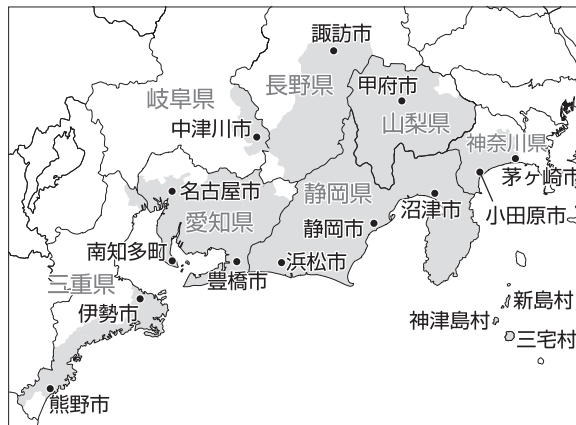 諏訪市
長野県
甲府市
岐阜県
山梨県
中津川市
神奈川県
茅ヶ崎市
名古屋市
静岡県
沼津市
小田原市
愛知県
静岡市
南知多町
浜松市
豊橋市
三重県
伊勢市
新島村
神津島村
三宅村
熊野市